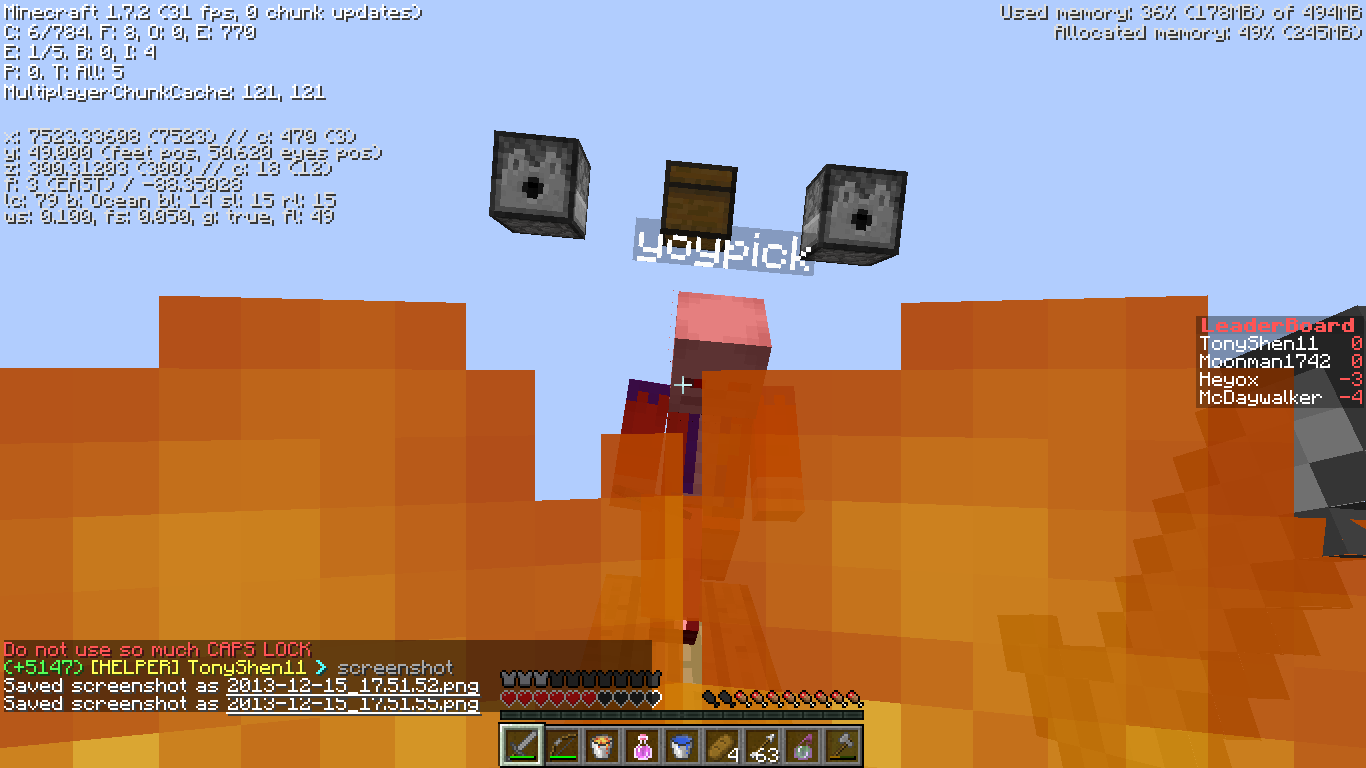 Minecraft 1.7.2 (31 fps, 0 chunk updates)
C: 6/784. F: 8, O: 0, E: 770
E: 1/5. B: 0, I: 4
P: 0. T: All: 5
MultiplayerChunkCache: 121, 121
x: 7523.33608 (7523) // c: 470 (3)
y: 49.000 (feet pos, 50.620 eyes pos)
z: 300.31203 (300) // c: 18 (12)
f: 3 (EAST) / -88.35028
lc: 79 b: Ocean bl: 14 sl: 15 rl: 15
ws: 0.100, fs: 0.050, g: true, fl: 49
Used memory: 36% (178MB) of 494MB
Allocated memory: 49% (245MB)
yoypick
LeaderBoard
TonyShen11 0
Moonman1742 0
Heyox -3
McDaywalker -4
Do not use so much CAPS LOCK
(+5147) [HELPER] TonyShen11 > screenshot
Saved screenshot as 2013-12-15_17.51.52.png
Saved screenshot as 2013-12-15_17.51.55.png
4
63